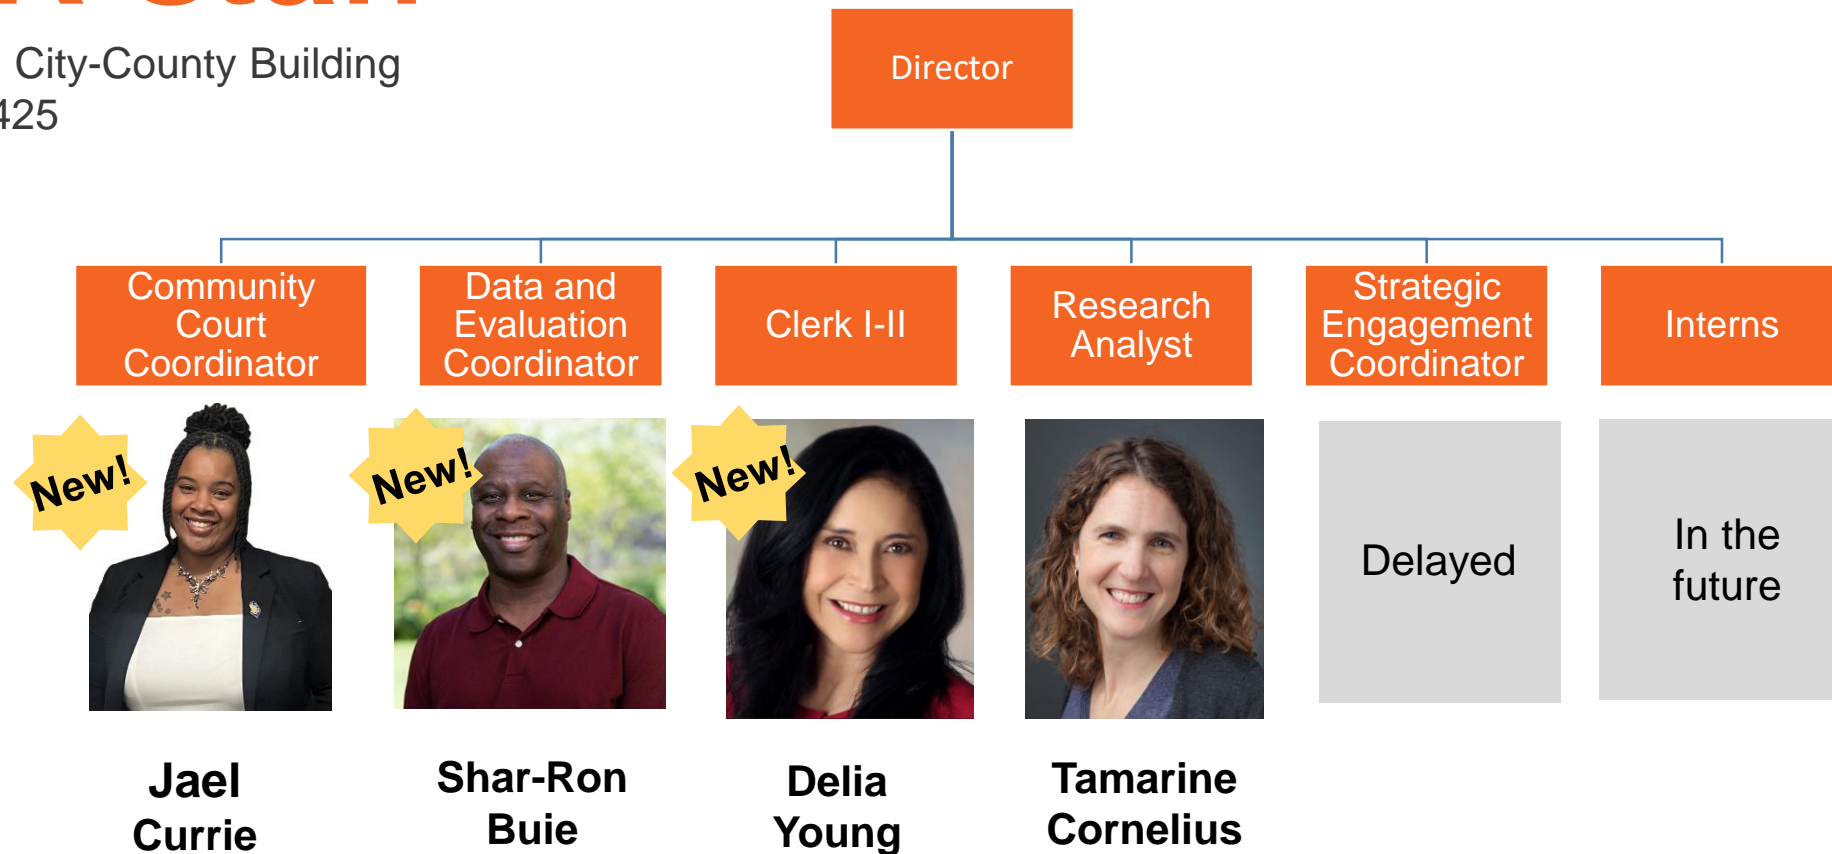 Staff
City-County Building
425
Director
Community
Court
Coordinator
Data and
Evaluation
Coordinator
Clerk I-II
Research
Analyst
Strategic
Engagement
Coordinator
Interns
New!
New!
New!
Delayed
In the
future
Jael
Currie
Shar-Ron
Buie
Delia
Young
Tamarine
Cornelius